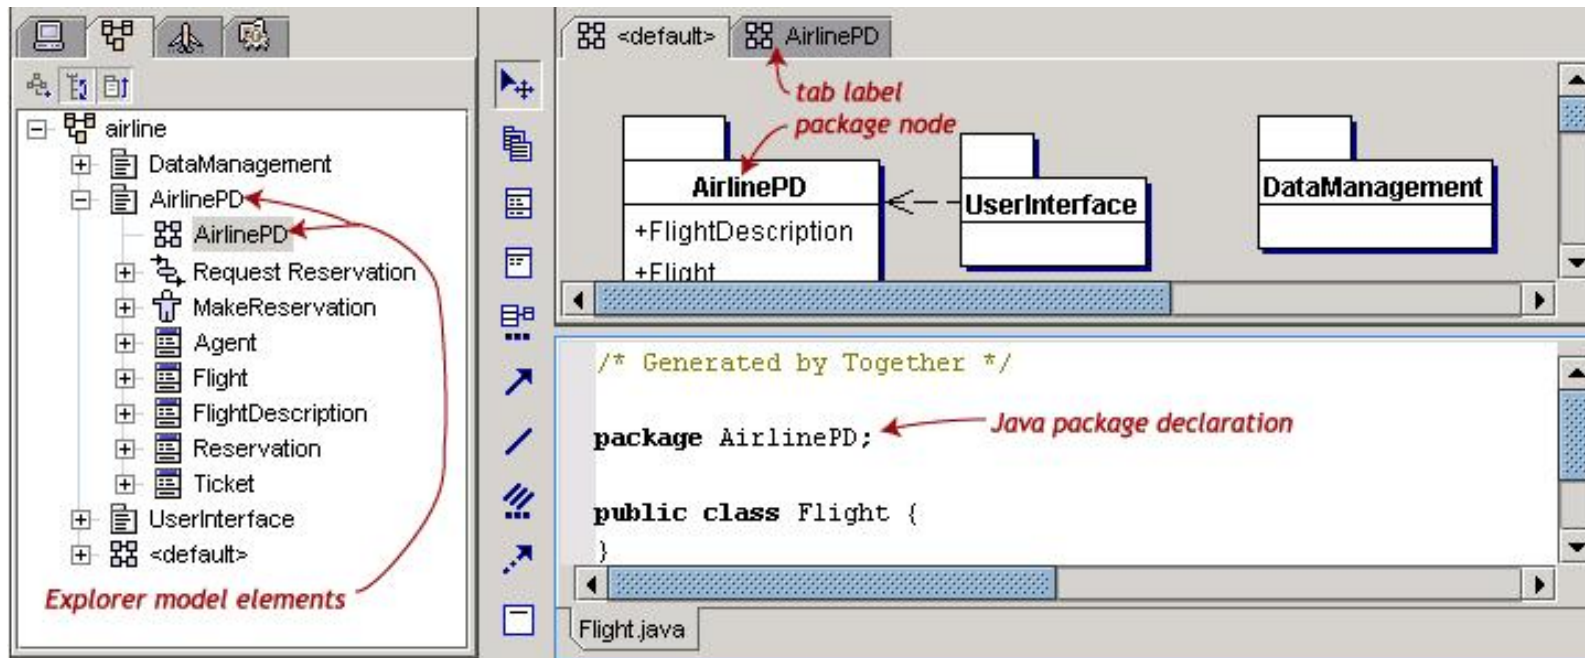 airline
DataManagement
AirlinePD
AirlinePD
Request Reservation
MakeReservation
Agent
Flight
FlightDescription
Reservation
Ticket
UserInterface
<default>
Explorer model elements
<default>
AirlinePD
tab label
package node
AirlinePD
+FlightDescription
+Flight
UserInterface
DataManagement
/* Generated by Together */
package AirlinePD;
Java package declaration
public class Flight {
}
Flight.java